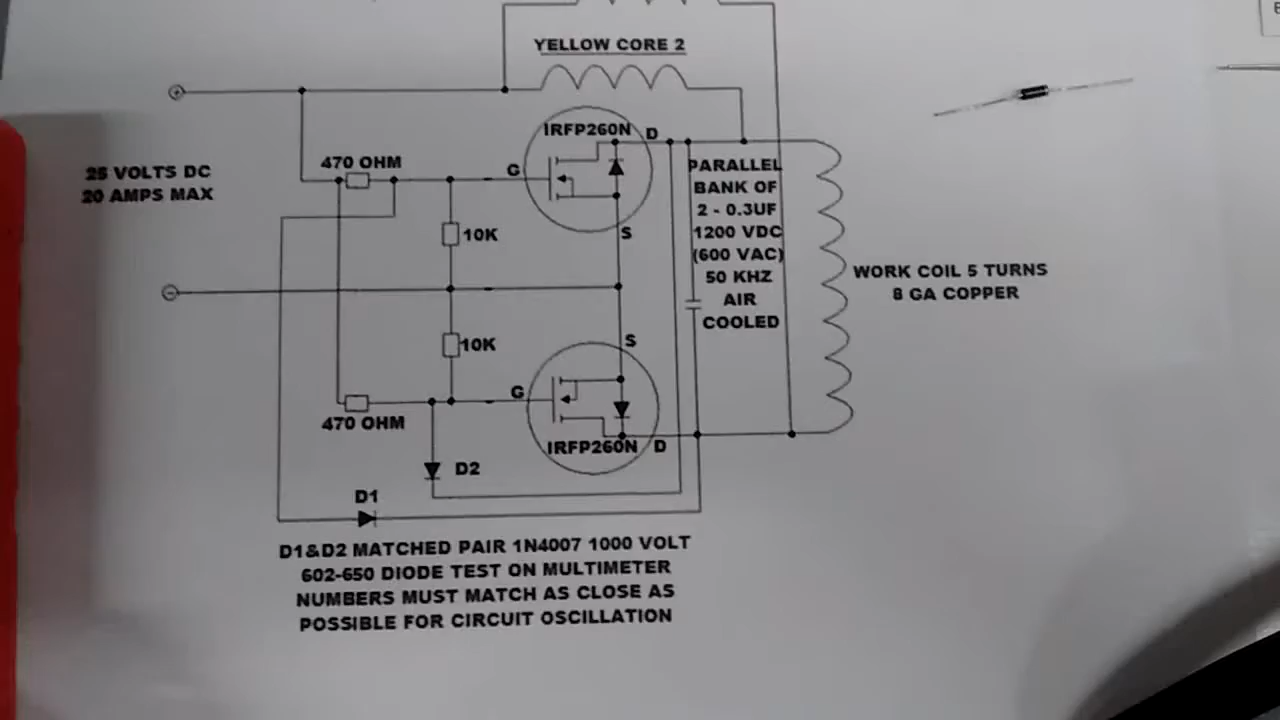 YELLOW CORE 2
IRFP260N
D
25 VOLTS DC
20 AMPS MAX
470 OHM
G
PARALLEL
BANK OF
2 - 0.3UF
1200 VDC
(600 VAC)
50 KHZ
AIR
COOLED
10K
S
WORK COIL 5 TURNS
8 GA COPPER
10K
S
G
470 OHM
IRFP260N
D
D2
D1
D1&D2 MATCHED PAIR 1N4007 1000 VOLT
602-650 DIODE TEST ON MULTIMETER
NUMBERS MUST MATCH AS CLOSE AS
POSSIBLE FOR CIRCUIT OSCILLATION